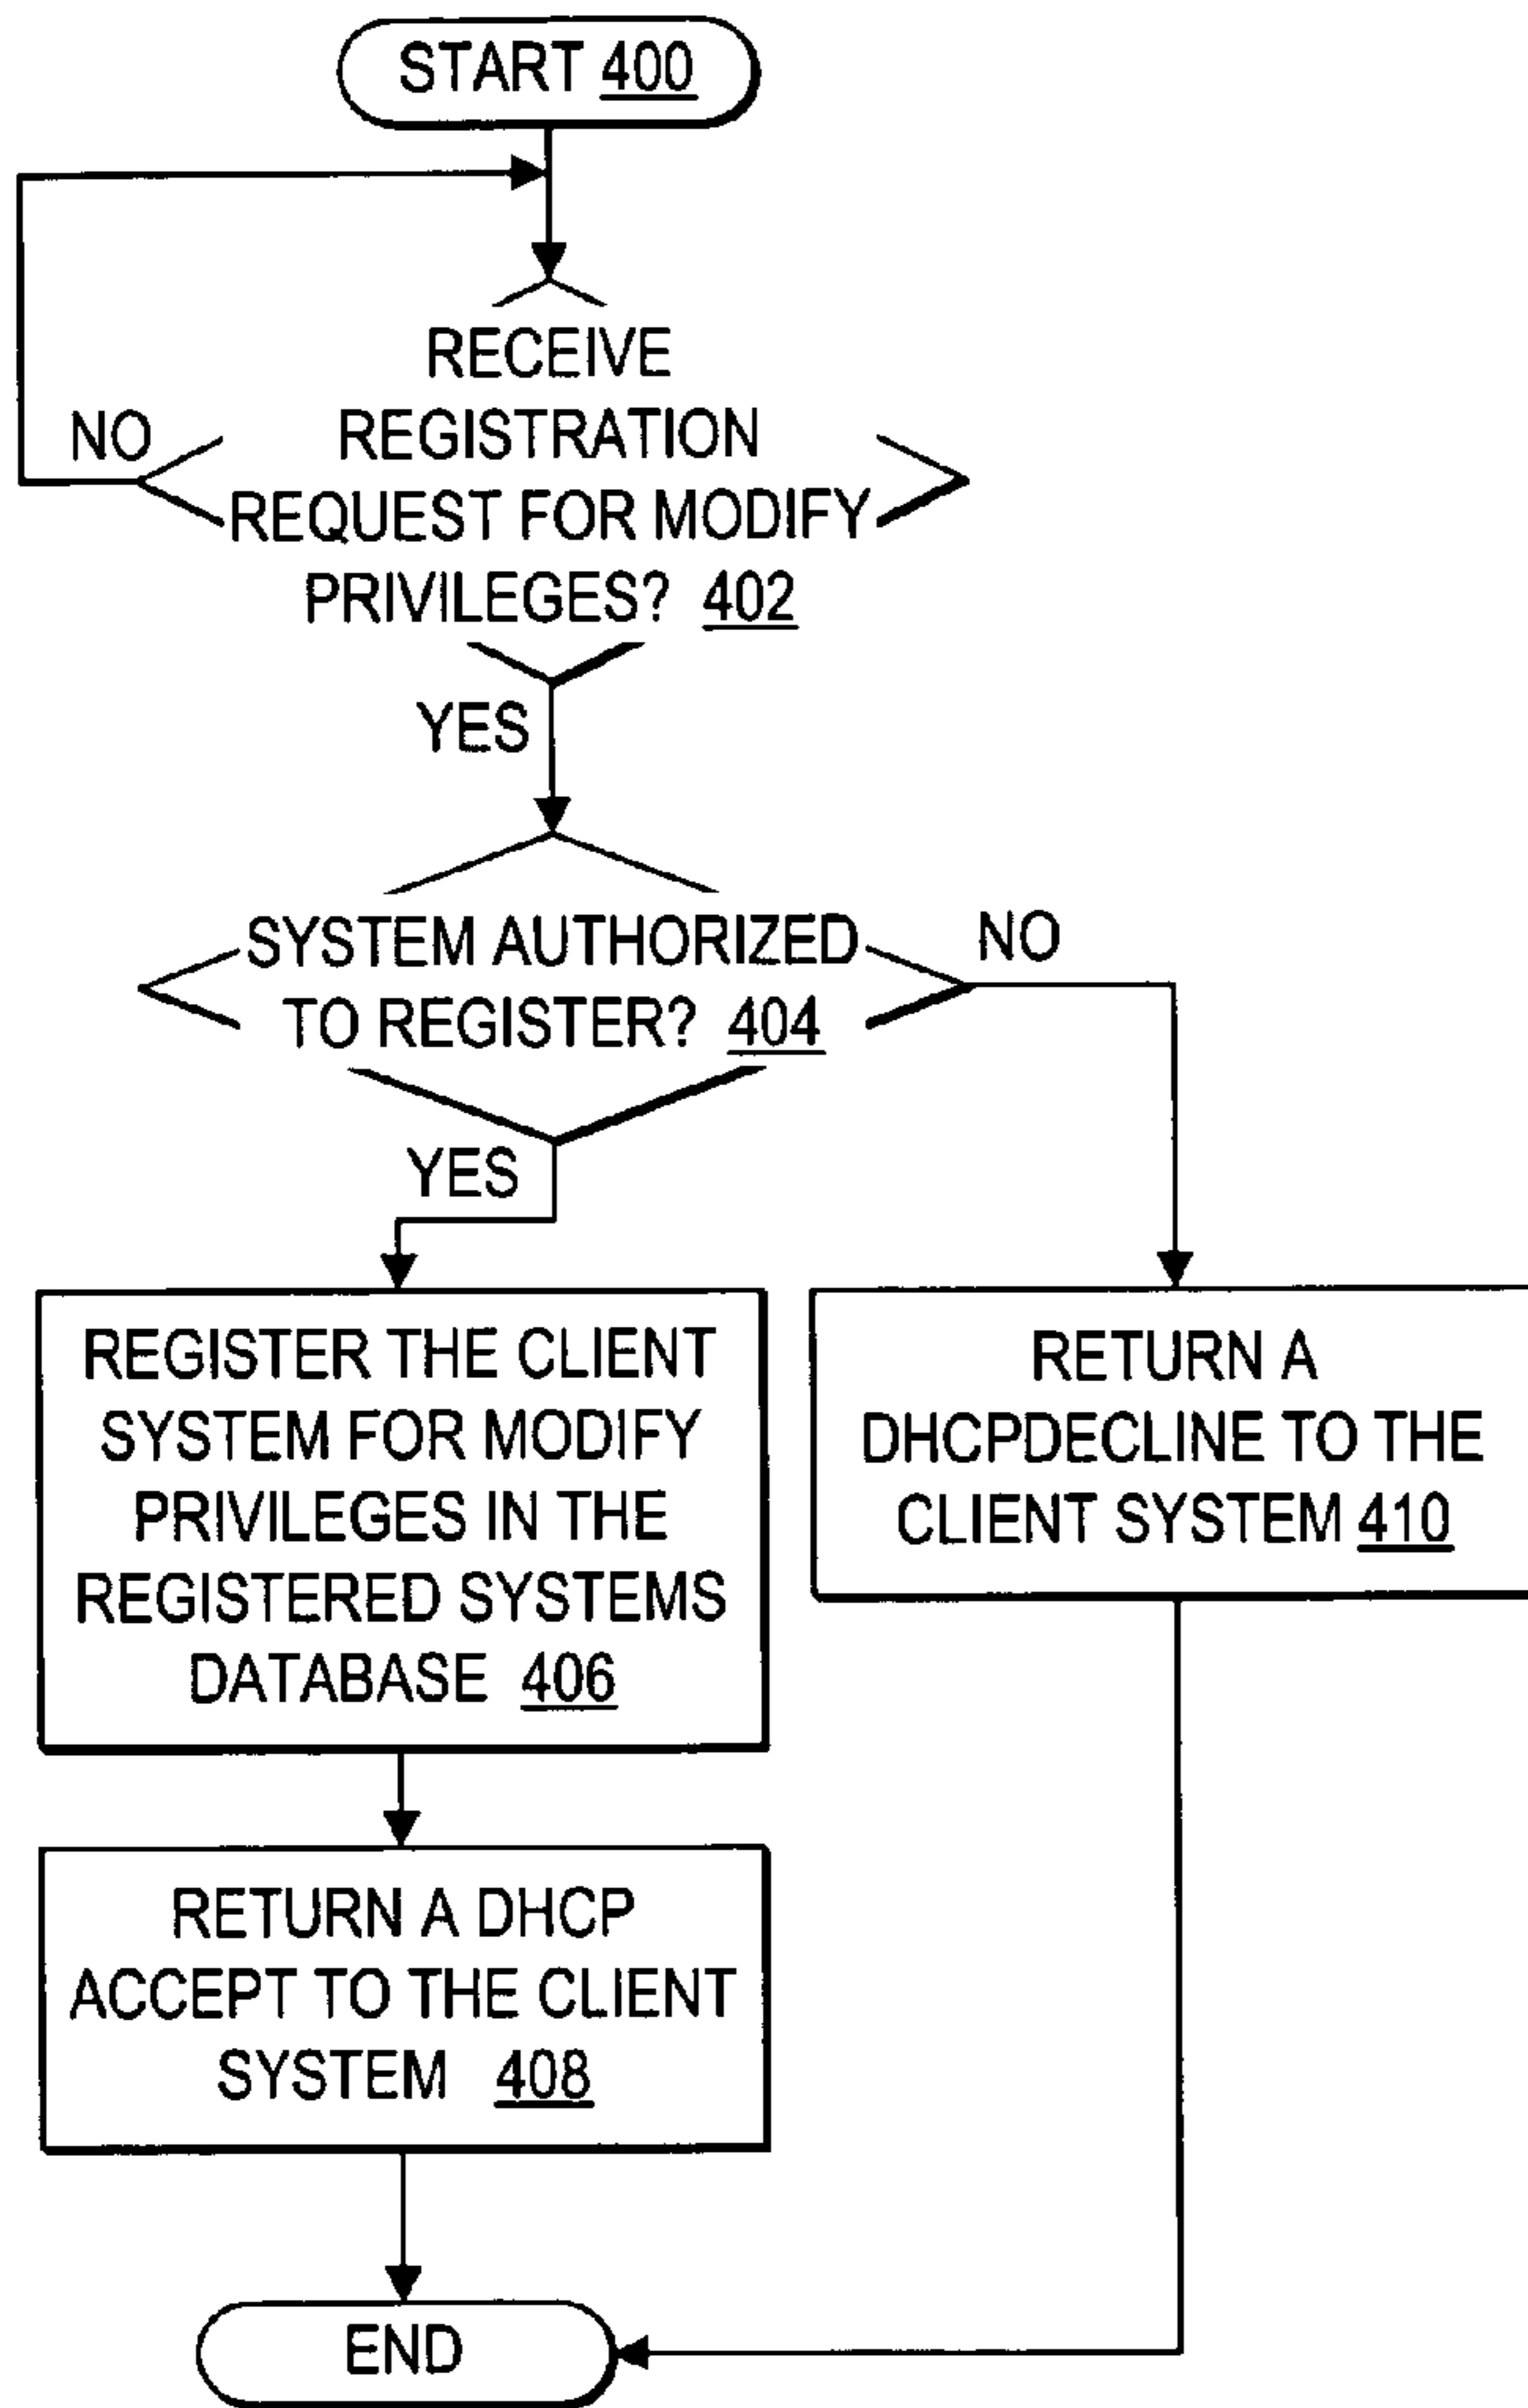 START 400
RECEIVE
REGISTRATION
REQUEST FOR MODIFY
PRIVILEGES? 402
NO
YES
SYSTEM AUTHORIZED
TO REGISTER? 404
NO
YES
REGISTER THE CLIENT
SYSTEM FOR MODIFY
PRIVILEGES IN THE
REGISTERED SYSTEMS
DATABASE 406
RETURN A
DHCPDECLINE TO THE
CLIENT SYSTEM 410
RETURN A DHCP
ACCEPT TO THE CLIENT
SYSTEM 408
END